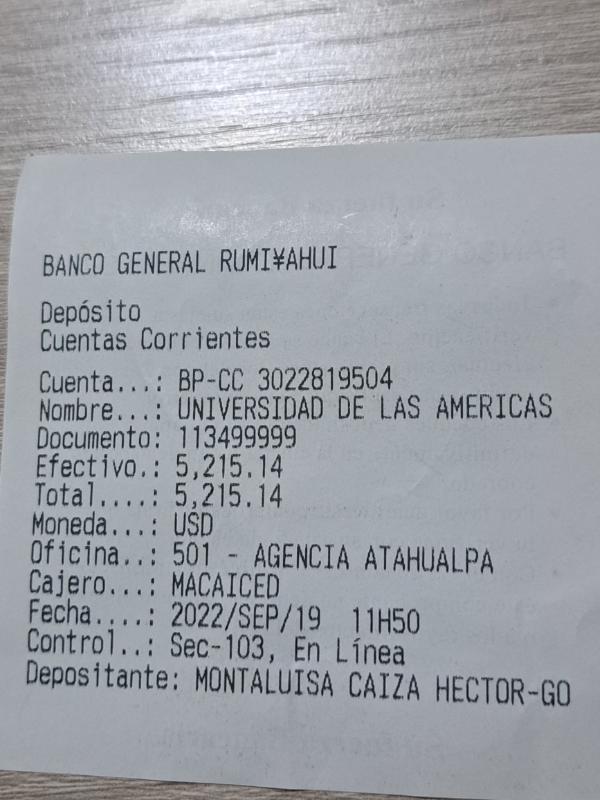 BANCO GENERAL RUMI¥AHUI
Depósito
Cuentas Corrientes
Cuenta...: BP-CC 3022819504
Nombre...: UNIVERSIDAD DE LAS AMERICAS
Documento: 113499999
Efectivo.: 5,215.14
Total....: 5,215.14
Moneda...: USD
Oficina..: 501 - AGENCIA ATAHUALPA
Cajero...: MACAICED
Fecha....: 2022/SEP/19 11H50
Control..: Sec-103, En Línea
Depositante: MONTALUISA CAIZA HECTOR-GO